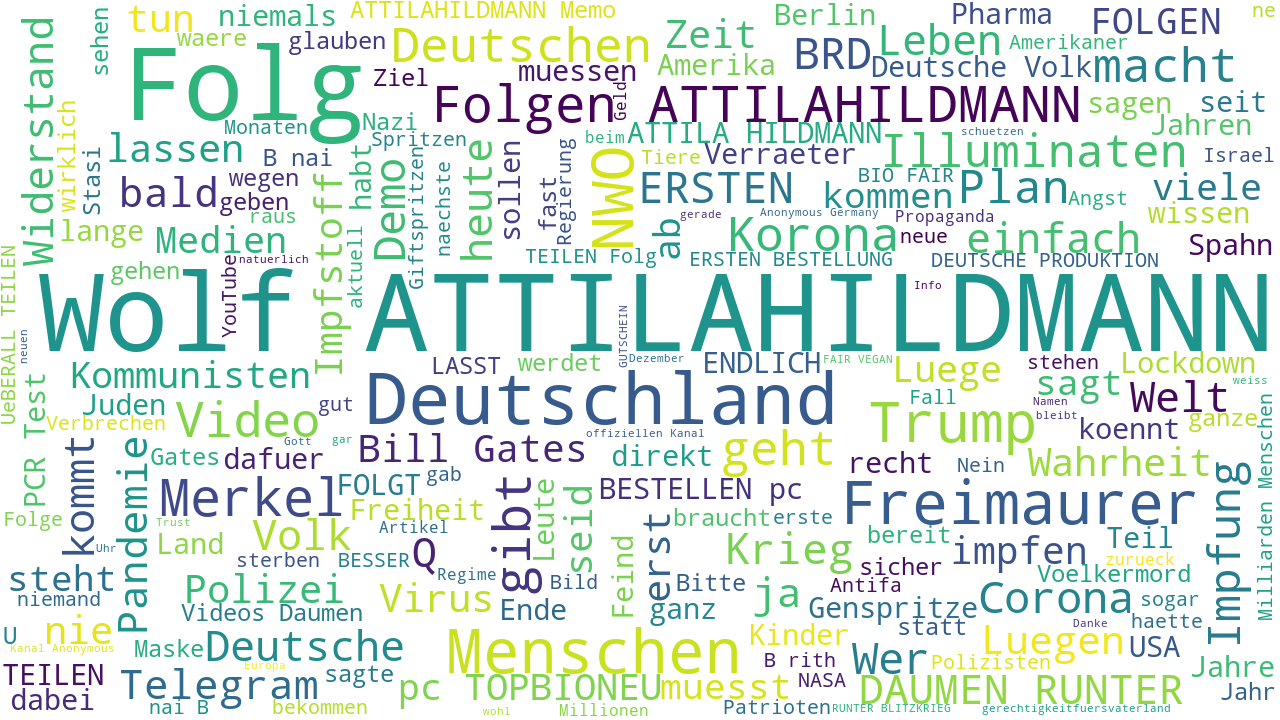 tun niemals ATTILAHILDMANN Memo Berlin Pharma FOLGEN ne
sehen waere glauben Deutschen Zeit BRD Leben Amerikaner
Folg Ziel muessen Amerika Deutsche Volk macht
Widerstand wirklich Folgen Geld ATTILAHILDMANN sagen seit
Monaten Nazi Spritzen beim ATTILA HILDMANN schuetzen Jahren
Stasi lassen B nai habt Demo Giftspritzen heute sollen NWO Tiere Verraeter Illuminaten Israel
bald wegen geben Impfstoff naechste fast Regierung ERSTEN BIO FAIR kommen Plan Angst viele
raus gerade Anonymous Germany Propaganda wissen
lange Medien aktuell ab Korona neue einfach Spahn
gehen YouTube natuerlich TEILEN Folg ERSTEN BESTELLUNG DEUTSCHE PRODUKTION
UeBERALL TEILEN Wolf ATTILAHILDMANN Info
neuen GUTSCHEIN
LASST werdet Dezember ENDLICH FAIR VEGAN Luege stehen Lockdown
PCR Test Kommunisten Deutschland sagt Welt weiss
Juden Video gut Fall Namen
Verbrechen Trump bleibt koennt ganze
kommt Pandemie Gott gar offiziellen Kanal geht
Gates dafuer Bill Gates direkt recht Nein Wahrheit Impfung Milliarden Menschen
Merkel FOLGT gab gibt BESTELLEN pc Freimaurer
Folge Trust Freiheit Leute seid erst braucht erste
Land Volk Artikel Feind Krieg bereit Teil
Uhr sterben BESSER Q impfen zurueck
steht Polizei Regime Bild Bitte sicher Voelkermord
niemand Virus Antifa Corona sogar
Videos Daumen Ende ganz ja Genspritze
U nie statt Danke haette
Kanal Anonymous Maske Deutsche Menschen Kinder Wer Luegen USA
TEILEN Europa B rith Polizisten Jahre
dabei Telegram sagte pc TOPBIONEU muesst NASA DAUMEN RUNTER Jahr
nai B bekommen wohl Millionen Patrioten RUNTER BLITZKRIEG gerechtigkeitfuersvaterland